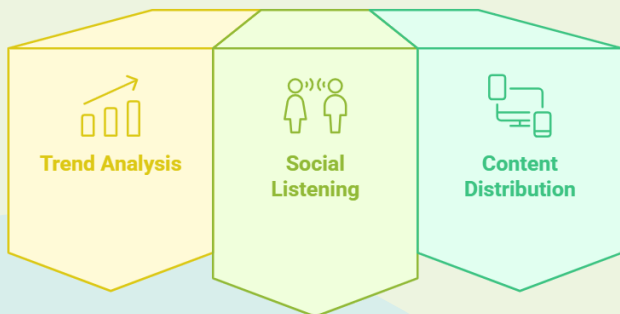 Trend Analysis
Social
Listening
Content
Distribution